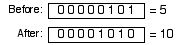 Before: 00000101 = 5
After: 00001010 = 10